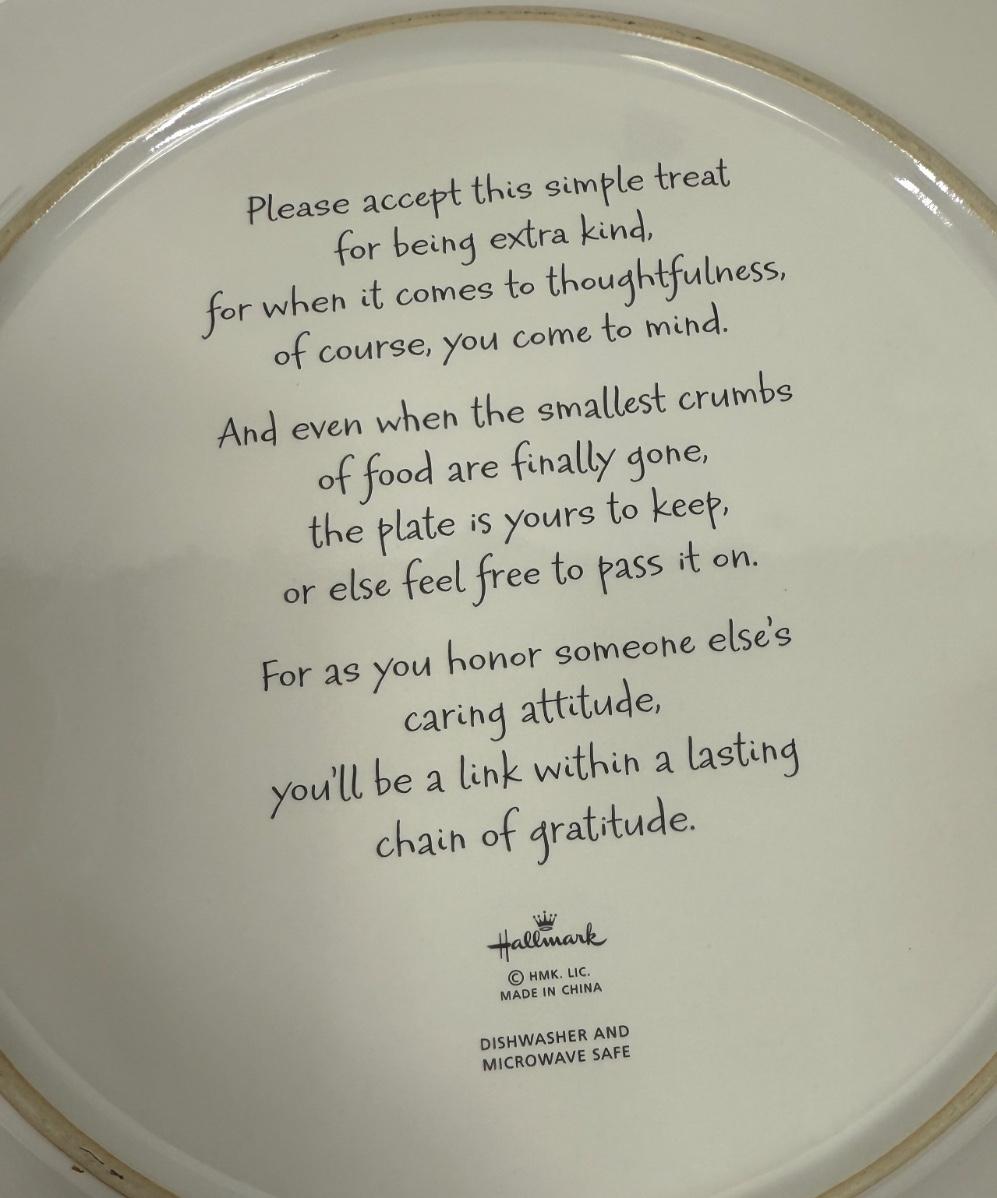 Please accept this simple treat
for being extra kind,
for when it comes to thoughtfulness,
of course, you come to mind.
And even when the smallest crumbs
of food are finally gone,
the plate is yours to keep,
or else feel free to pass it on.
For as you honor someone else's
caring attitude,
you'll be a link within a lasting
chain of gratitude.
Hallmark
© HMK. LIC.
MADE IN CHINA
DISHWASHER AND
MICROWAVE SAFE